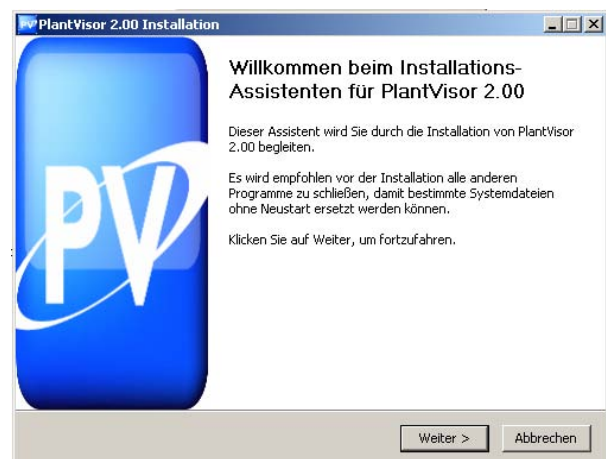 PlantVisor 2.00 Installation
Willkommen beim Installations-
Assistenten für PlantVisor 2.00
Dieser Assistent wird Sie durch die Installation von PlantVisor
2.00 begleiten.
Es wird empfohlen vor der Installation alle anderen
Programme zu schließen, damit bestimmte Systemdateien
ohne Neustart ersetzt werden können.
Klicken Sie auf Weiter, um fortzufahren.
PV
Weiter >
Abbrechen